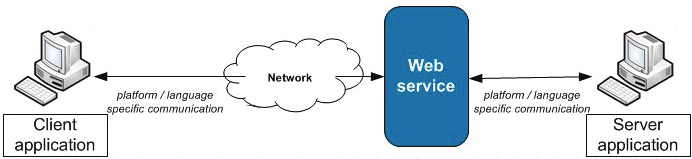 Network
Web
service
platform / language
specific communication
platform / language
specific communication
Client
application
Server
application